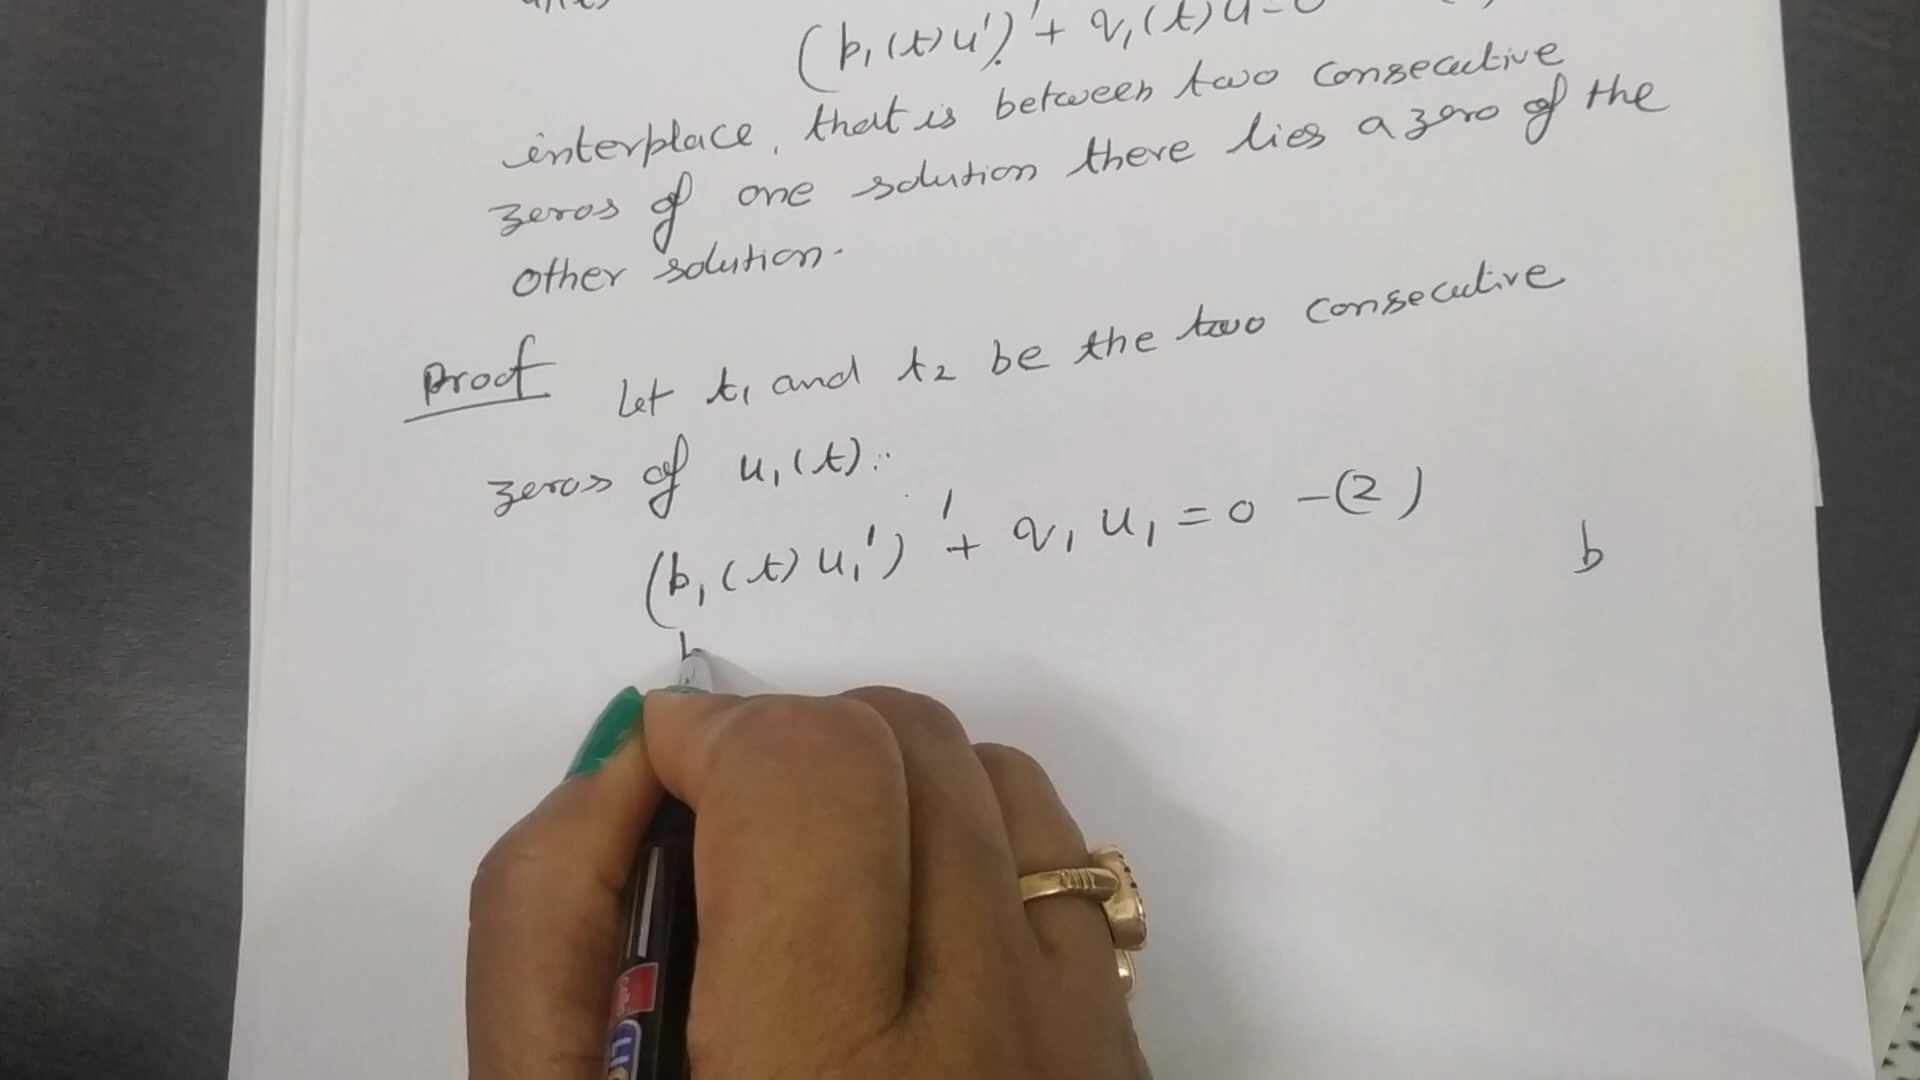 (p₁(t)u')' + q₁(t)u=0
interplace, that is between two consecutive
zeros of one solution there lies a zero of the
other solution.
Proof Let t₁ and t₂ be the two consecutive
zeros of u₁(t).
(p₁(t)u₁')' + q₁u₁=0 -(2)
b